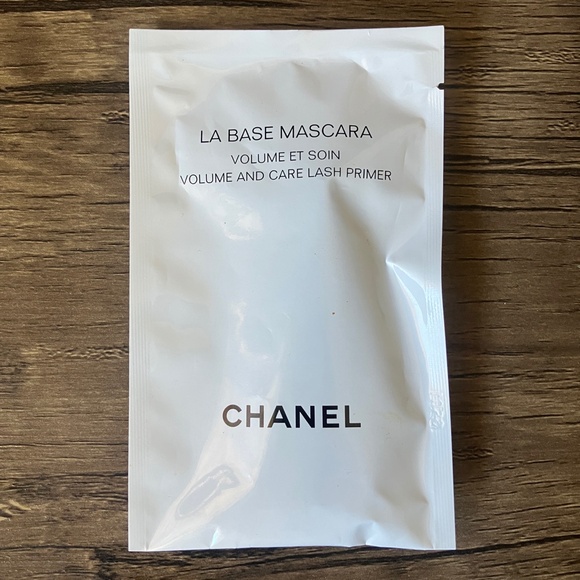 LA BASE MASCARA
VOLUME ET SOIN
VOLUME AND CARE LASH PRIMER
CHANEL